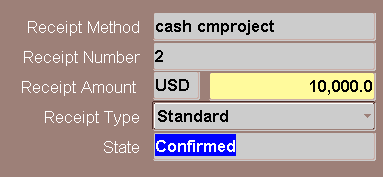 Receipt Method cash cmproject
Receipt Number 2
Receipt Amount USD 10,000.0
Receipt Type Standard
State Confirmed